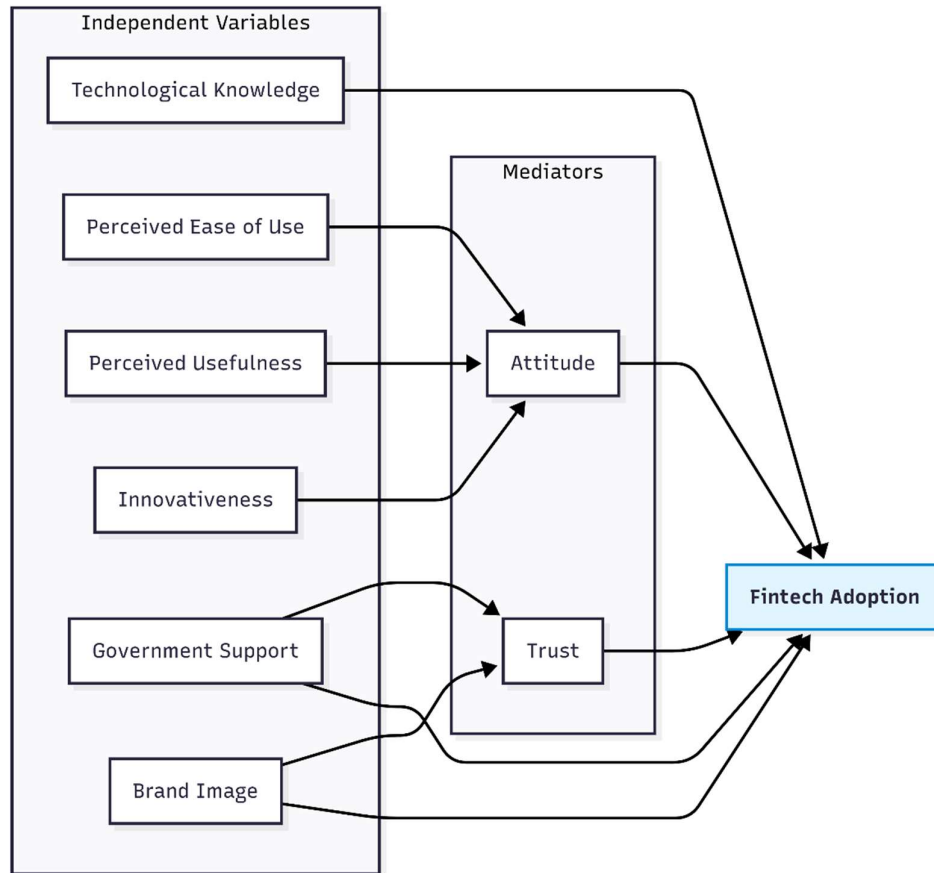 Independent Variables
Technological Knowledge
Perceived Ease of Use
Perceived Usefulness
Innovativeness
Government Support
Brand Image
Mediators
Attitude
Trust
Fintech Adoption